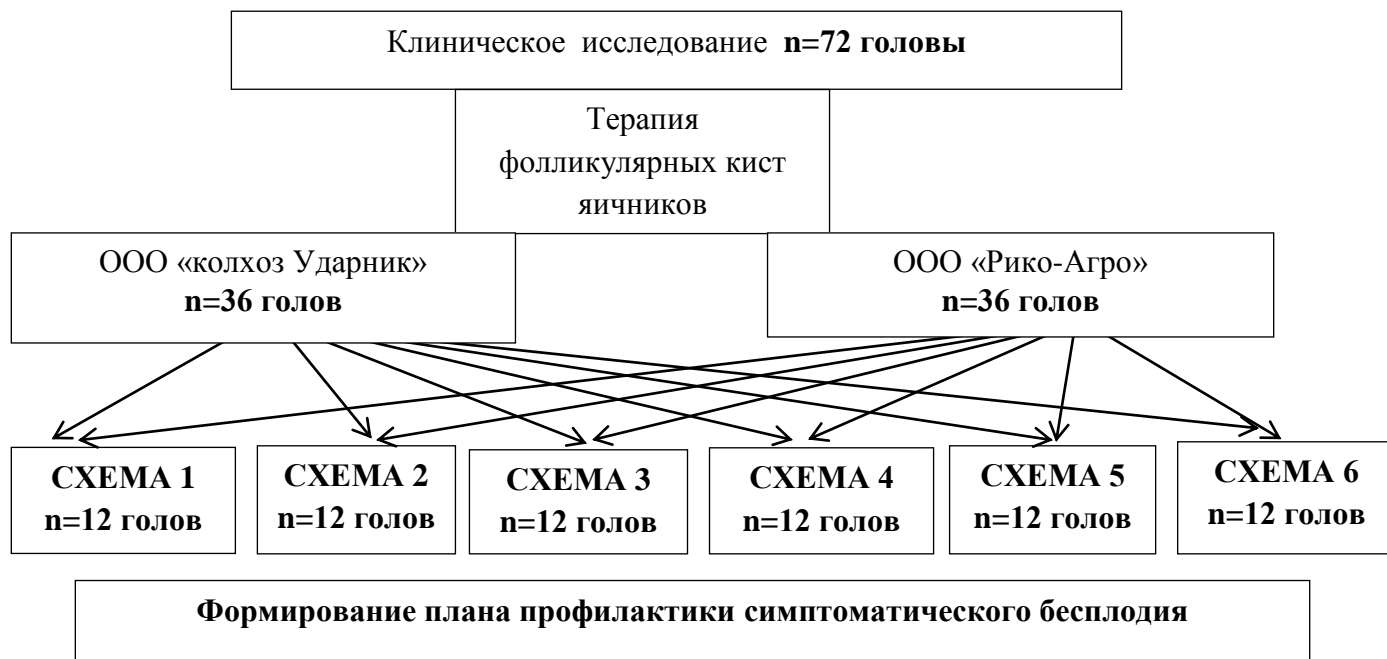 Клиническое исследование n=72 головы
Терапия
фолликулярных кист
яичников
ООО «колхоз Ударник»
n=36 голов
ООО «Рико-Агро»
n=36 голов
СХЕМА 1
n=12 голов
СХЕМА 2
n=12 голов
СХЕМА 3
n=12 голов
СХЕМА 4
n=12 голов
СХЕМА 5
n=12 голов
СХЕМА 6
n=12 голов
Формирование плана профилактики симптоматического бесплодия